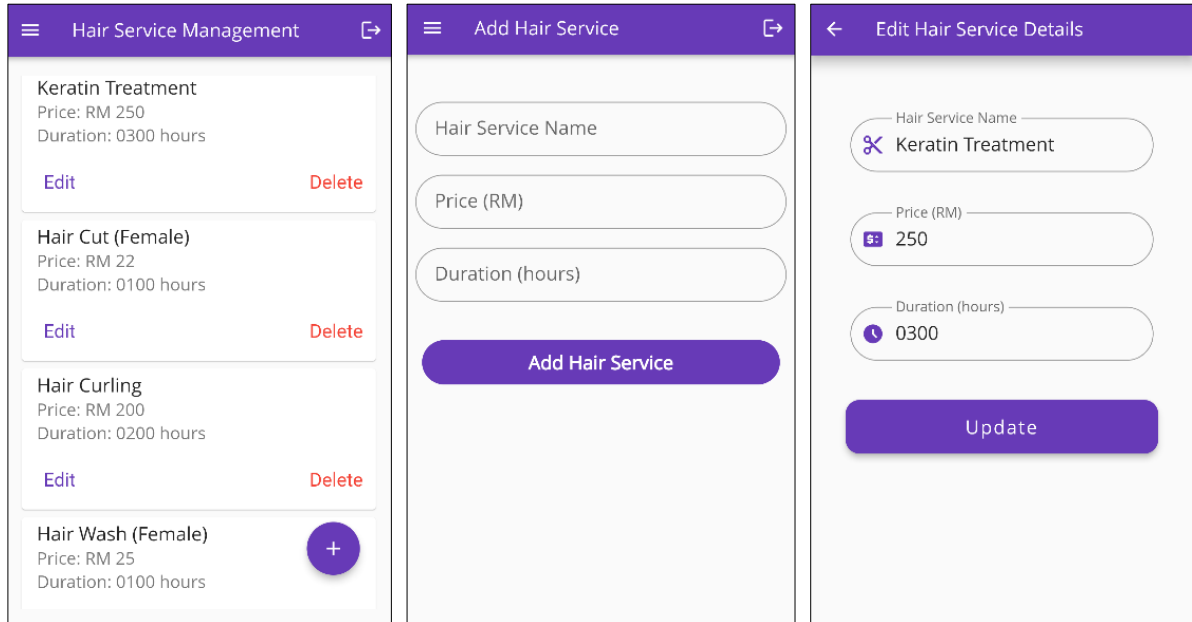 Hair Service Management
Keratin Treatment
Price: RM 250
Duration: 0300 hours
Edit
Delete
Hair Cut (Female)
Price: RM 22
Duration: 0100 hours
Edit
Delete
Hair Curling
Price: RM 200
Duration: 0200 hours
Edit
Delete
Hair Wash (Female)
Price: RM 25
Duration: 0100 hours
+
Add Hair Service
Hair Service Name
Price (RM)
Duration (hours)
Add Hair Service
Edit Hair Service Details
Hair Service Name
Keratin Treatment
Price (RM)
250
Duration (hours)
0300
Update